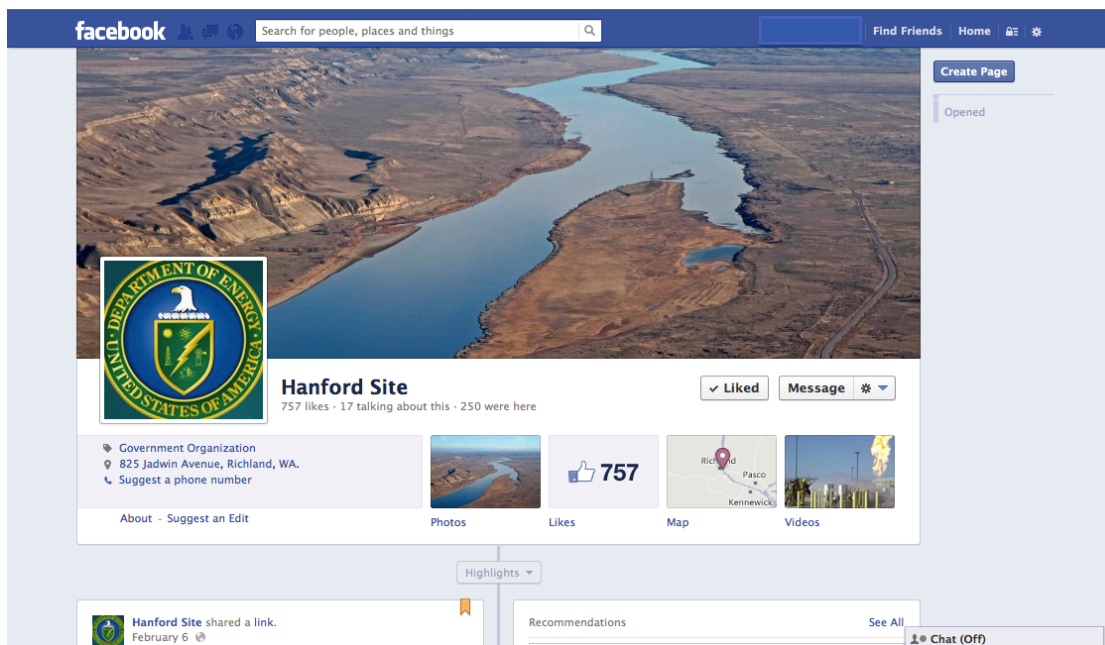 facebook
Search for people, places and things
Find Friends
Home
Create Page
Opened
UNITED STATES OF AMERICA · DEPARTMENT OF ENERGY ·
Hanford Site
757 likes · 17 talking about this · 250 were here
✓ Liked
Message
Government Organization
825 Jadwin Avenue, Richland, WA.
Suggest a phone number
About – Suggest an Edit
757
Pasco
Kennewick
Photos
Likes
Map
Videos
Highlights
Hanford Site shared a link.
February 6
Recommendations
See All
Chat (Off)